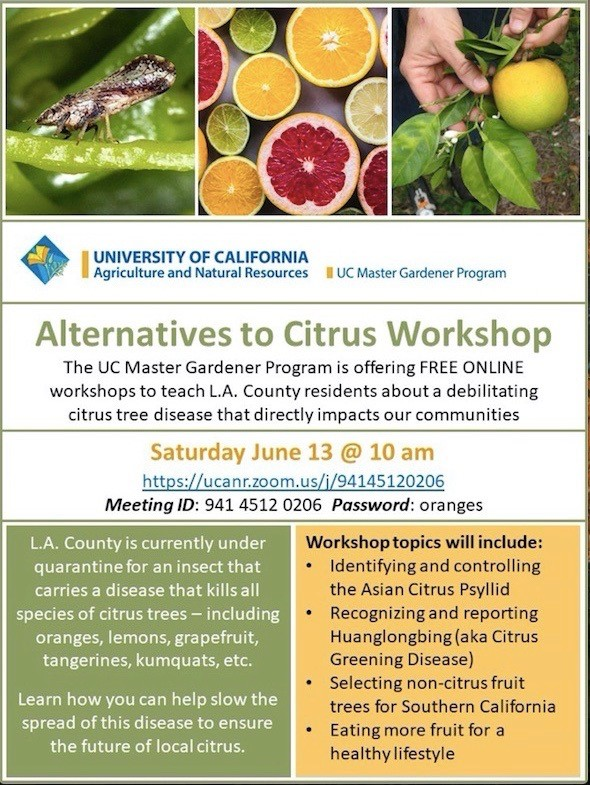 UNIVERSITY OF CALIFORNIA
Agriculture and Natural Resources
UC Master Gardener Program
Alternatives to Citrus Workshop
The UC Master Gardener Program is offering FREE ONLINE
workshops to teach L.A. County residents about a debilitating
citrus tree disease that directly impacts our communities
Saturday June 13 @ 10 am
https://ucanr.zoom.us/j/94145120206
Meeting ID: 941 4512 0206 Password: oranges
L.A. County is currently under
quarantine for an insect that
carries a disease that kills all
species of citrus trees – including
oranges, lemons, grapefruit,
tangerines, kumquats, etc.
Learn how you can help slow the
spread of this disease to ensure
the future of local citrus.
Workshop topics will include:
• Identifying and controlling
the Asian Citrus Psyllid
• Recognizing and reporting
Huanglongbing (aka Citrus
Greening Disease)
• Selecting non-citrus fruit
trees for Southern California
• Eating more fruit for a
healthy lifestyle